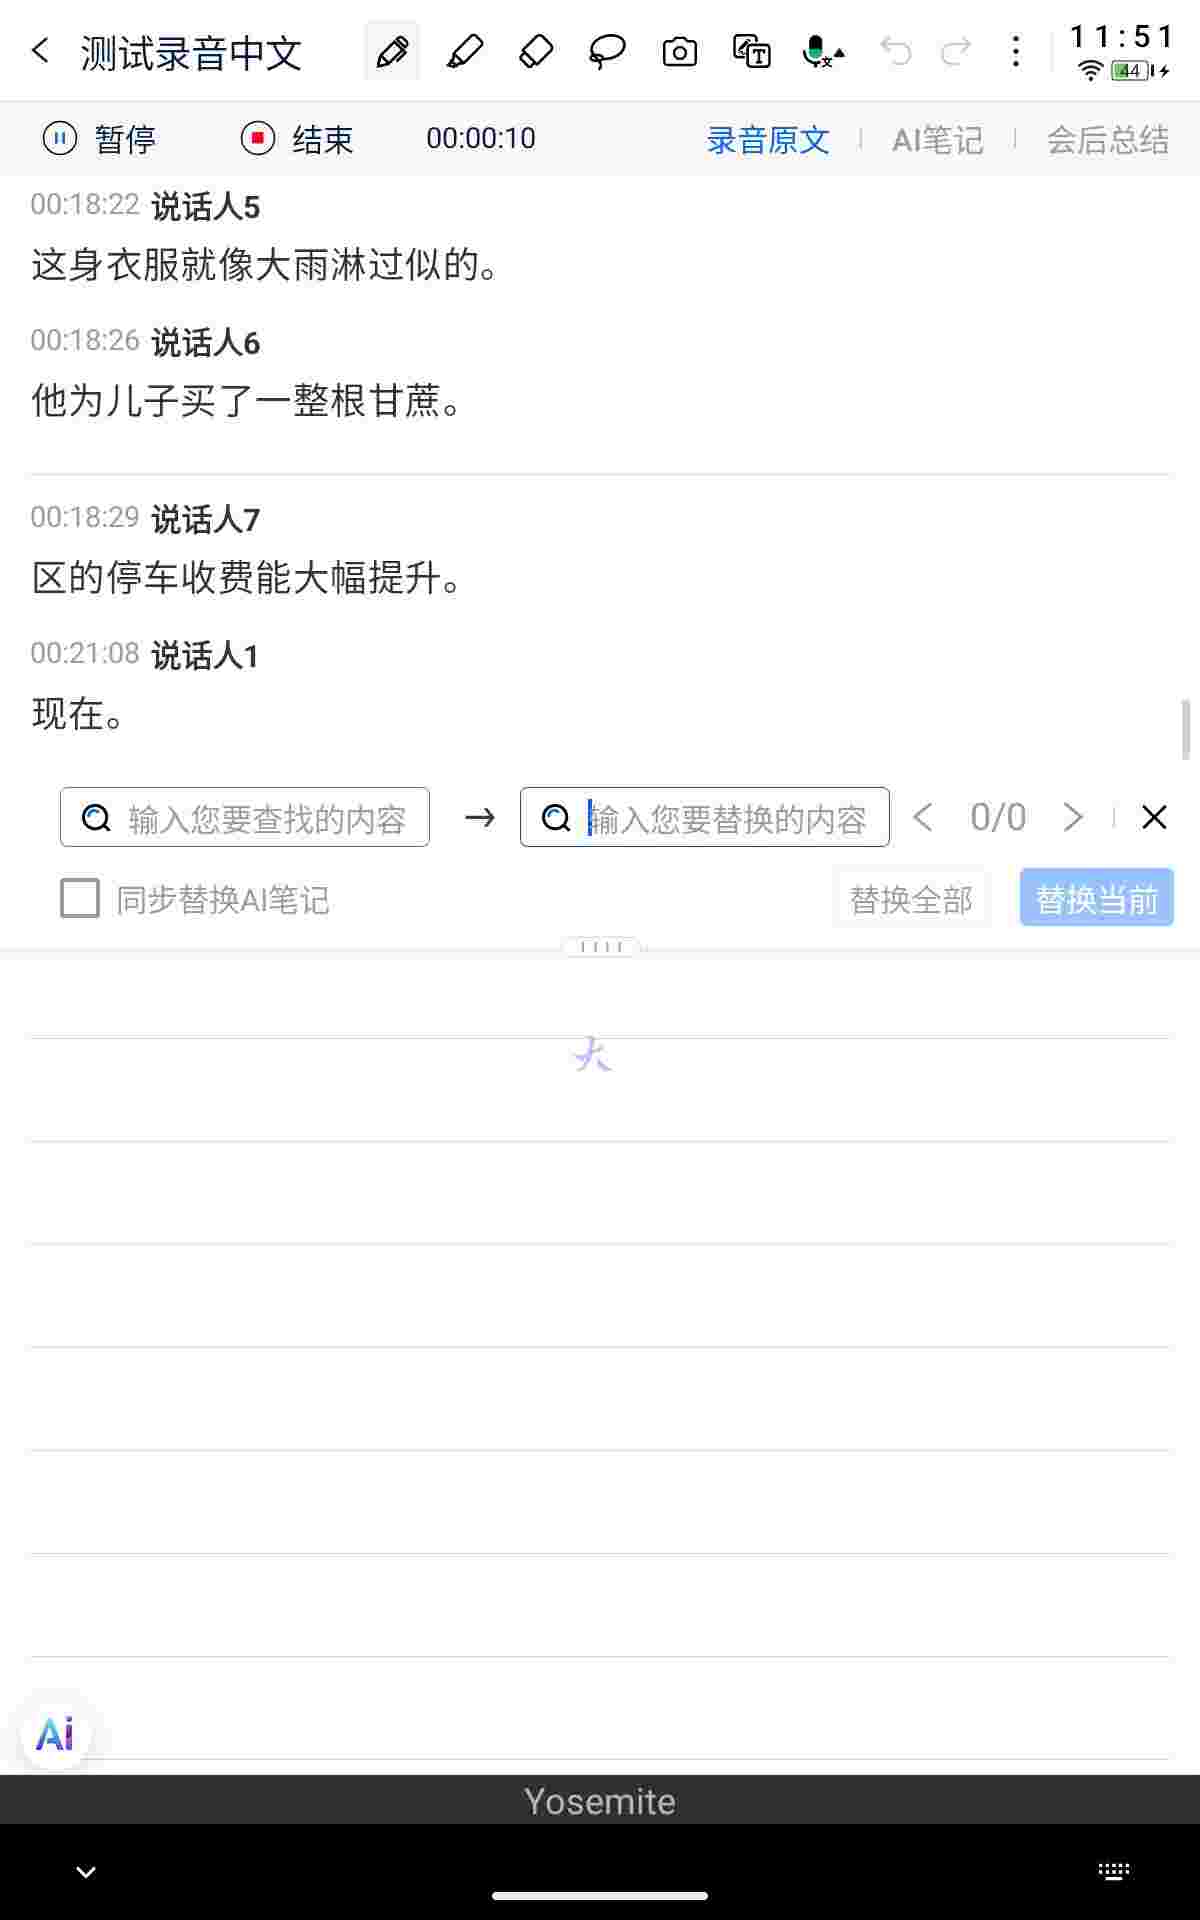 测试录音中文
11:51
44
暂停 结束 00:00:10 录音原文 AI笔记 会后总结
00:18:22 说话人5
这身衣服就像大雨淋过似的。
00:18:26 说话人6
他为儿子买了一整根甘蔗。
00:18:29 说话人7
区的停车收费能大幅提升。
00:21:08 说话人1
现在。
输入您要查找的内容 → 输入您要替换的内容 0/0
同步替换AI笔记 替换全部 替换当前
大
Ai
Yosemite